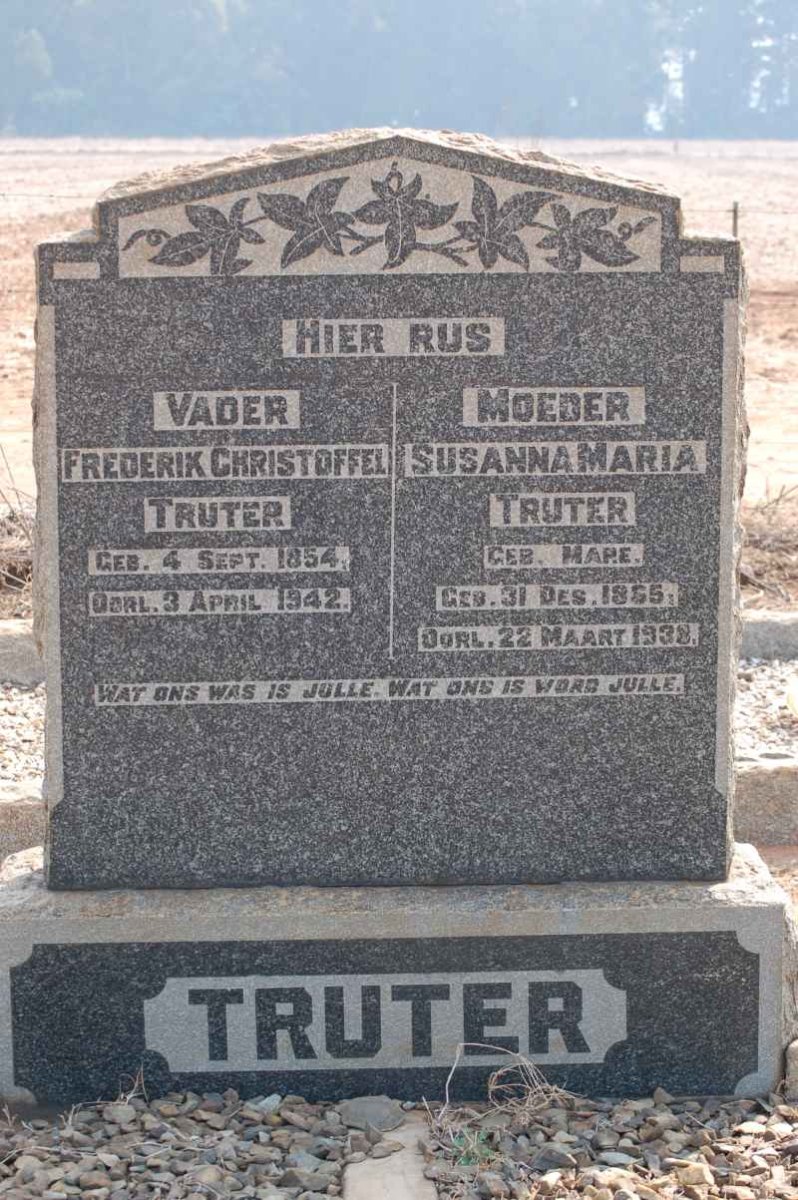 HIER RUS
VADER
FREDERIK CHRISTOFFEL
TRUTER
GEB. 4 SEPT. 1854.
OORL. 3 APRIL 1942.
MOEDER
SUSANNA MARIA
TRUTER
GEB. MARE.
GEB. 31 DES. 1865.
OORL. 22 MAART 1938.
WAT ONS WAS IS JULLE. WAT ONS IS WORD JULLE.
TRUTER